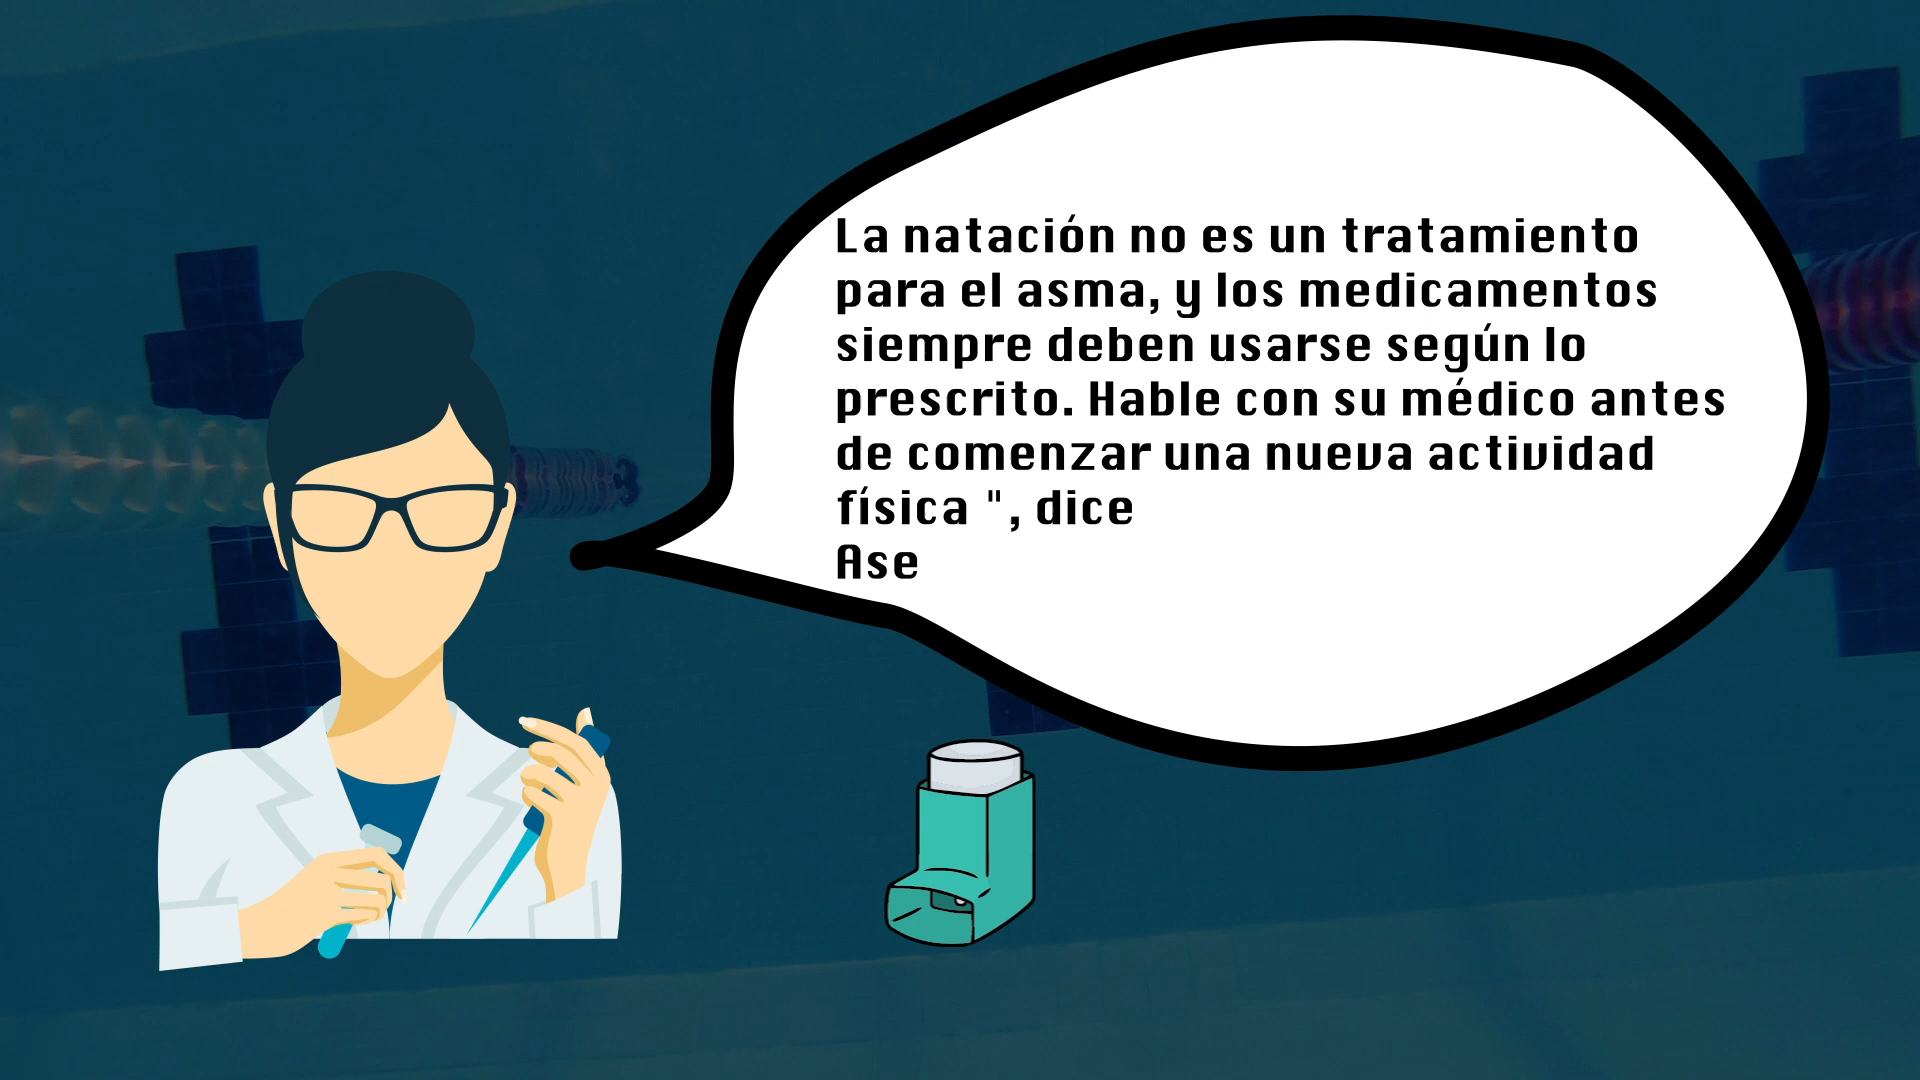 La natación no es un tratamiento
para el asma, y los medicamentos
siempre deben usarse según lo
prescrito. Hable con su médico antes
de comenzar una nueva actividad
física ", dice
Ase